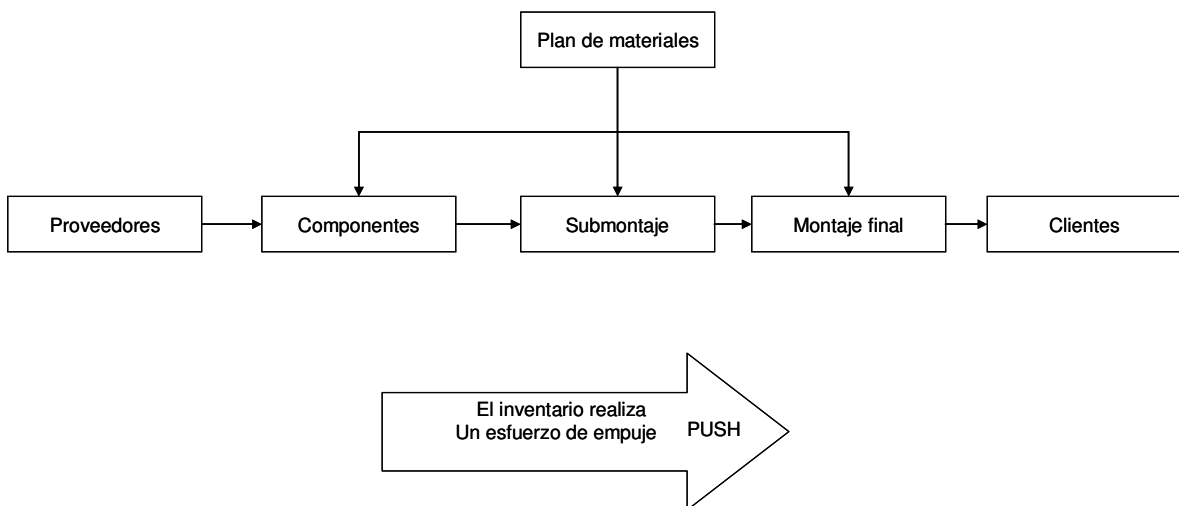 Plan de materiales
Proveedores
Componentes
Submontaje
Montaje final
Clientes
El inventario realiza
Un esfuerzo de empuje
PUSH